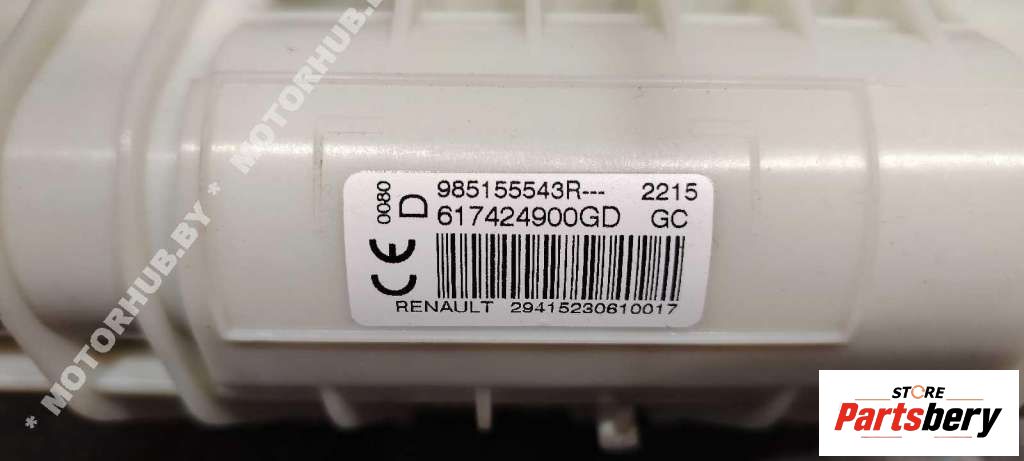 985155543R--- 2215
617424900GD GC
0080
D
CE
RENAULT 29415230610017
* MOTORHUB.BY * MOTORHUB.BY *
STORE
Partsbery